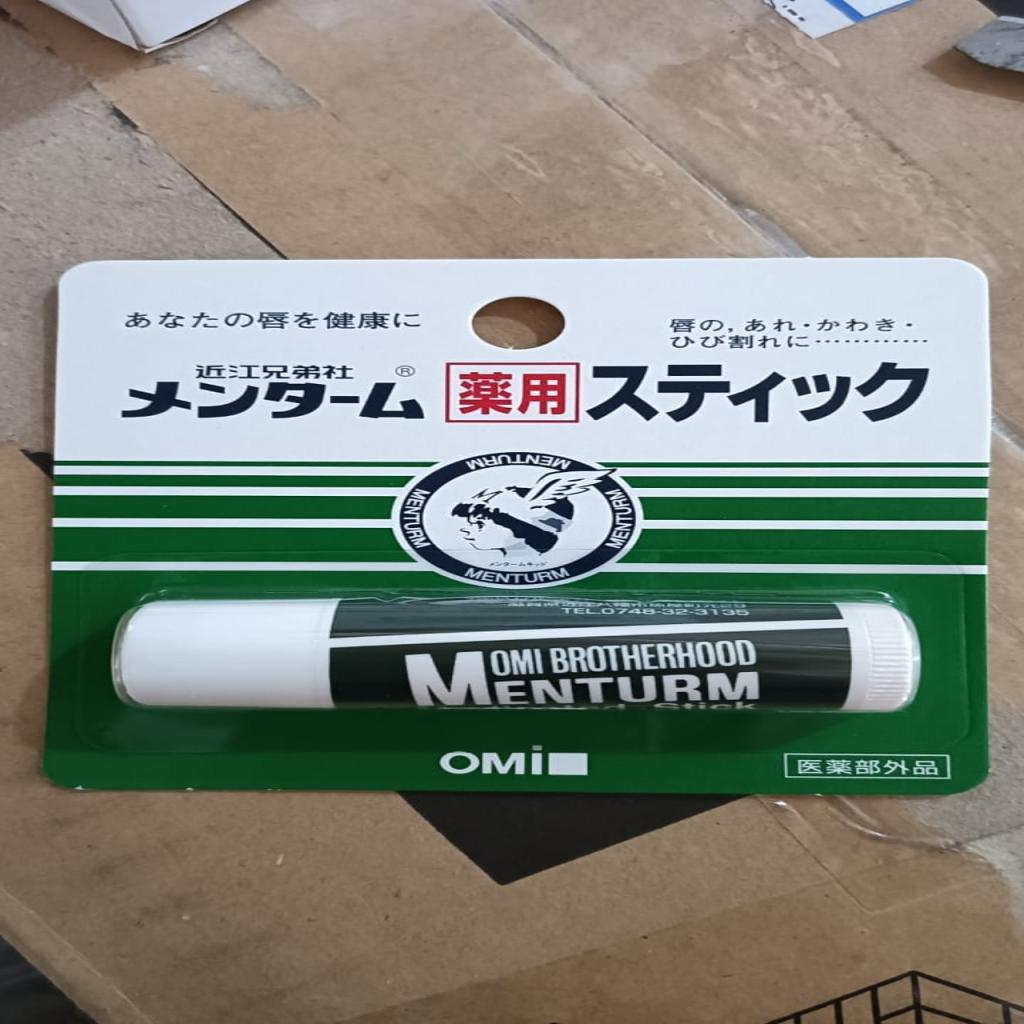 あなたの唇を健康に
唇の,あれ・かわき・
ひび割れに…………
近江兄弟社
メンターム® 薬用 スティック
MENTURM
MENTURM
MENTURM
メンタームキッド
MENTURM
TEL.0748-32-3135
OMI BROTHERHOOD
MENTURM
Stick
OMi
医薬部外品